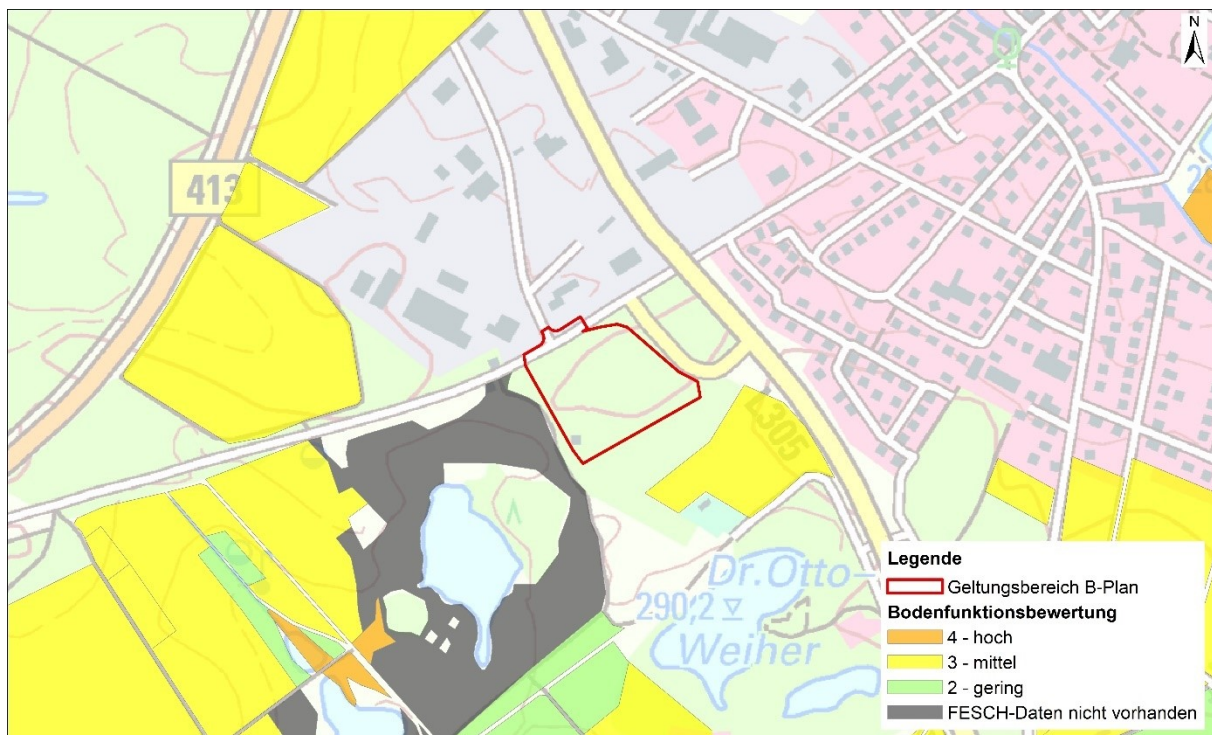 N
413
4305
Dr. Otto-
290,2
Weiher
Legende
Geltungsbereich B-Plan
Bodenfunktionsbewertung
4 - hoch
3 - mittel
2 - gering
FESCH-Daten nicht vorhanden